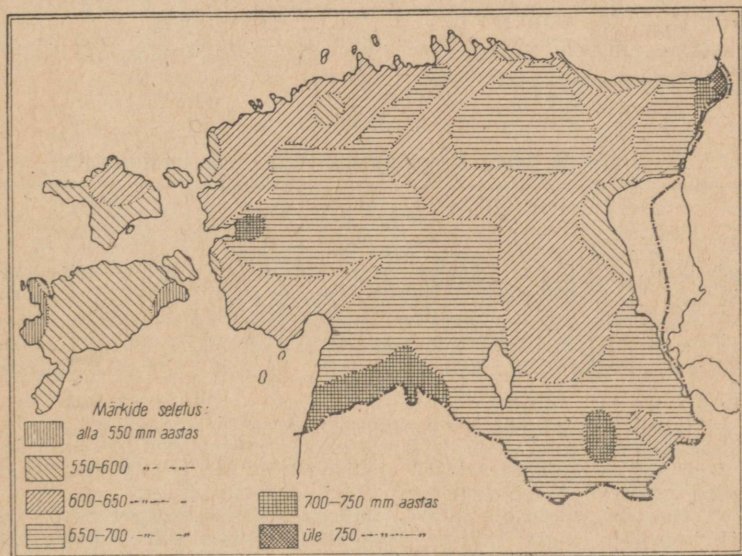 Märkide seletus:
alla 550 mm aastas
550-600 -"- -"-
600-650 -"- -"-
650-700 -"- -"-
700-750 mm aastas
üle 750 -"- -"-